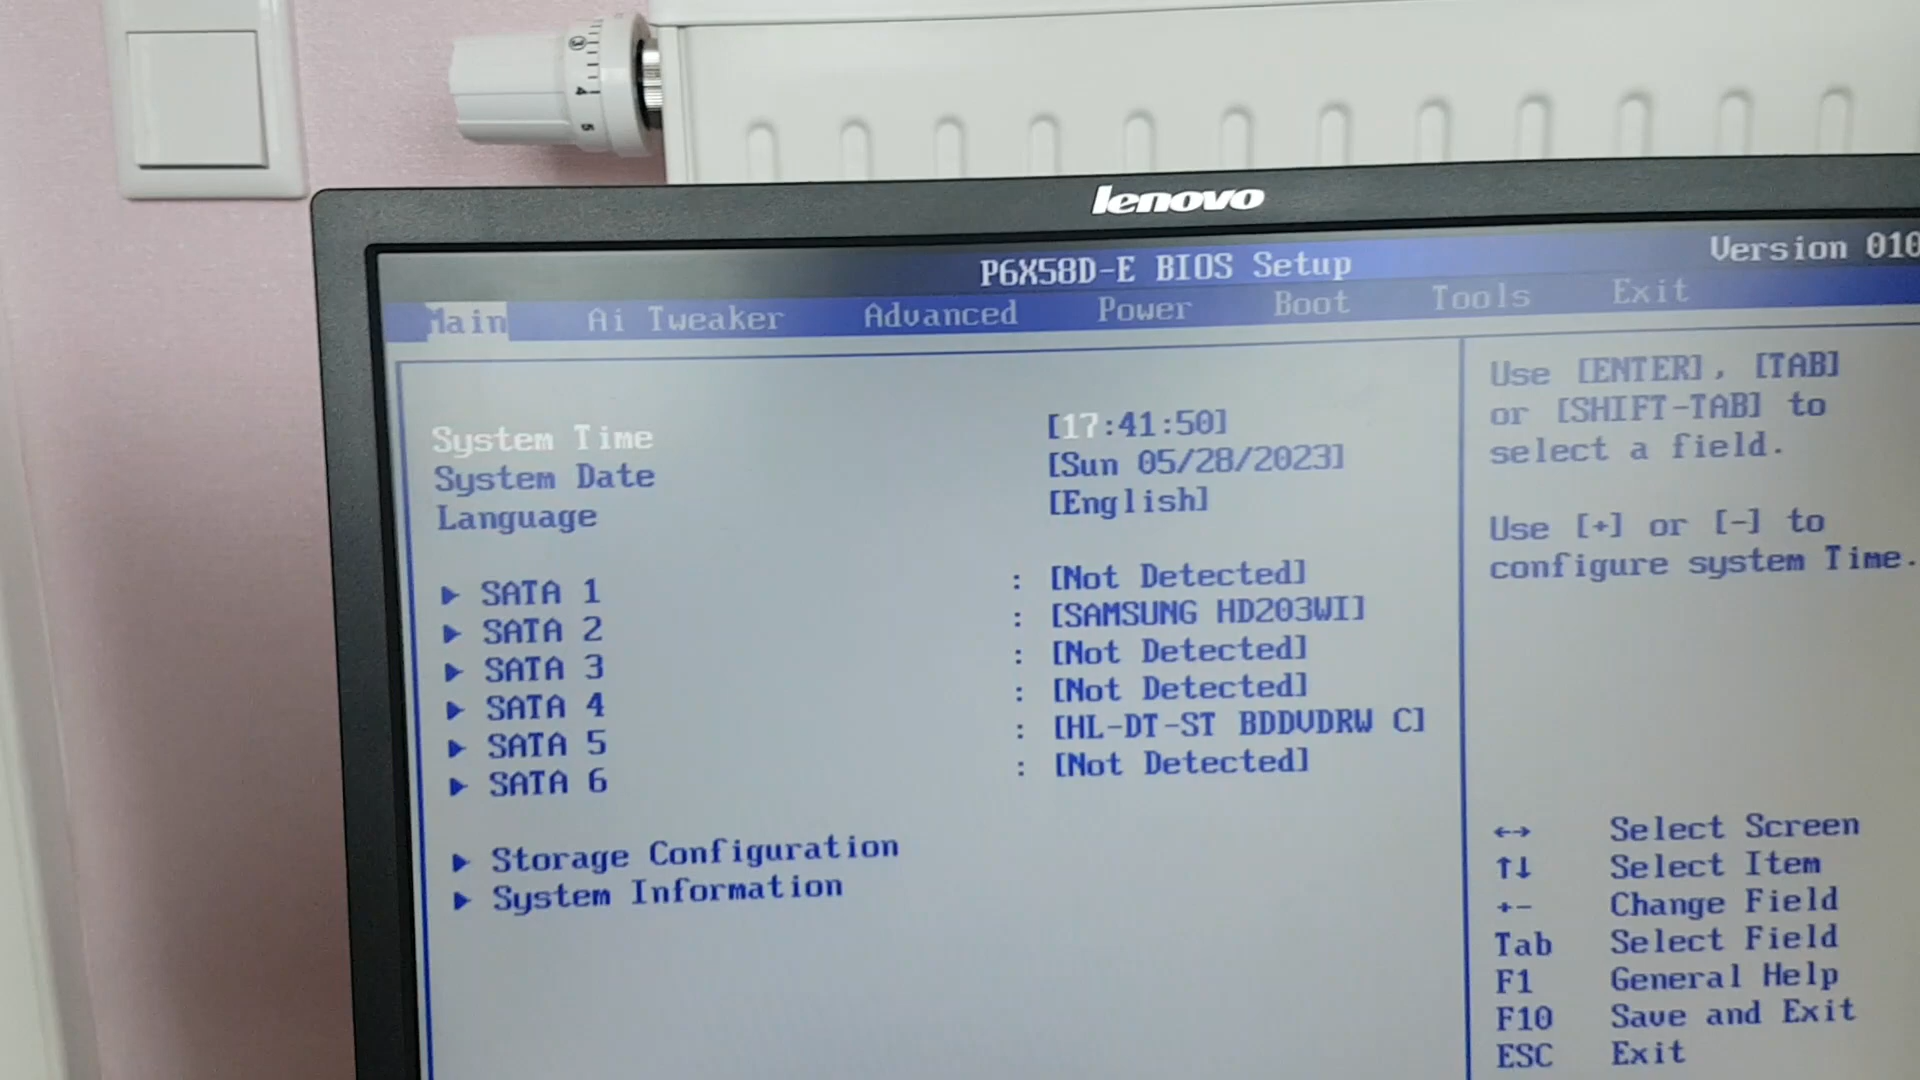 3
4
5
lenovo
P6X58D-E BIOS Setup
Version 010
Main Ai Tweaker Advanced Power Boot Tools Exit
System Time [17:41:50]
System Date [Sun 05/28/2023]
Language [English]
▶ SATA 1 : [Not Detected]
▶ SATA 2 : [SAMSUNG HD203WI]
▶ SATA 3 : [Not Detected]
▶ SATA 4 : [Not Detected]
▶ SATA 5 : [HL-DT-ST BDDVDRW C]
▶ SATA 6 : [Not Detected]
▶ Storage Configuration
▶ System Information
Use [ENTER], [TAB]
or [SHIFT-TAB] to
select a field.
Use [+] or [-] to
configure system Time.
↔ Select Screen
↑↓ Select Item
+- Change Field
Tab Select Field
F1 General Help
F10 Save and Exit
ESC Exit